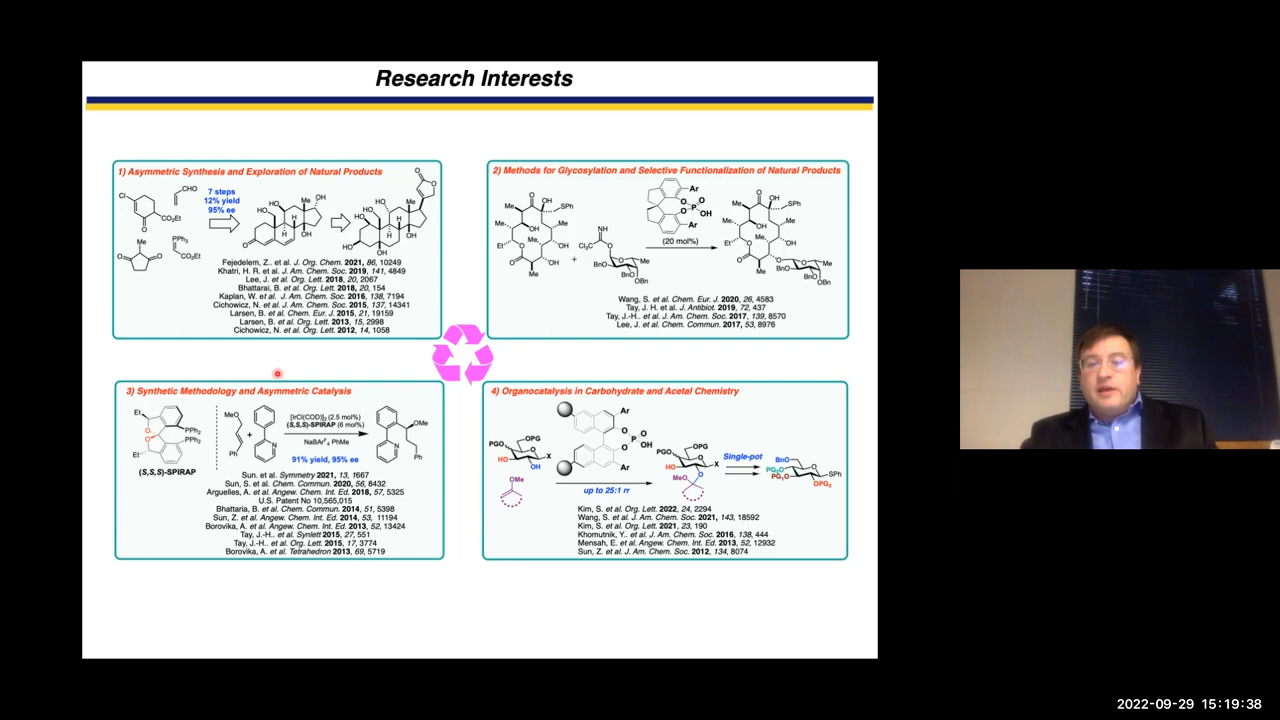 Research Interests
1) Asymmetric Synthesis and Exploration of Natural Products
7 steps
12% yield
95% ee
Fejedelem, Z.. et al. J. Org. Chem. 2021, 86, 10249
Khatri, H. R. et al. J. Am. Chem. Soc. 2019, 141, 4849
Lee, J. et al. Org. Lett. 2018, 20, 2067
Bhattarai, B. et al. Org. Lett. 2018, 20, 154
Kaplan, W. et al. J. Am. Chem. Soc. 2016, 138, 7194
Cichowicz, N. et al. J. Am. Chem. Soc. 2015, 137, 14341
Larsen, B. et al. Chem. Eur. J. 2015, 21, 19159
Larsen, B. et al. Org. Lett. 2013, 15, 2998
Cichowicz, N. et al. Org. Lett. 2012, 14, 1058
2) Methods for Glycosylation and Selective Functionalization of Natural Products
(20 mol%)
Wang, S. et al. Chem. Eur. J. 2020, 26, 4583
Tay, J. H. et al. J. Antibiot. 2019, 72, 437
Tay, J.-H.. et al. J. Am. Chem. Soc. 2017, 139, 8570
Lee, J. et al. Chem. Commun. 2017, 53, 8976
3) Synthetic Methodology and Asymmetric Catalysis
(S,S,S)-SPIRAP
[IrCl(COD)]2 (2.5 mol%)
(S,S,S)-SPIRAP (6 mol%)
NaBArF4 PhMe
91% yield, 95% ee
Sun. et al. Symmetry 2021, 13, 1667
Sun, S. et al. Chem. Commun. 2020, 56, 8432
Arguelles, A. et al. Angew. Chem. Int. Ed. 2018, 57, 5325
U.S. Patent No 10,565,015
Bhattaria, B. et al. Chem. Commun. 2014, 51, 5398
Sun, Z. et al. Angew. Chem. Int. Ed. 2014, 53, 11194
Borovika, A. et al. Angew. Chem. Int. Ed. 2013, 52, 13424
Tay, J.-H.. et al. Synlett 2015, 27, 551
Tay, J.-H.. et al. Org. Lett. 2015, 17, 3774
Borovika, A. et al. Tetrahedron 2013, 69, 5719
4) Organocatalysis in Carbohydrate and Acetal Chemistry
Single-pot
up to 25:1 rr
Kim, S. et al. Org. Lett. 2022, 24, 2294
Wang, S. et al. J. Am. Chem. Soc. 2021, 143, 18592
Kim, S. et al. Org. Lett. 2021, 23, 190
Khomutnik, Y.. et al. J. Am. Chem. Soc. 2016, 138, 444
Mensah, E. et al. Angew. Chem. Int. Ed. 2013, 52, 12932
Sun, Z. et al. J. Am. Chem. Soc. 2012, 134, 8074
2022-09-29 15:19:38